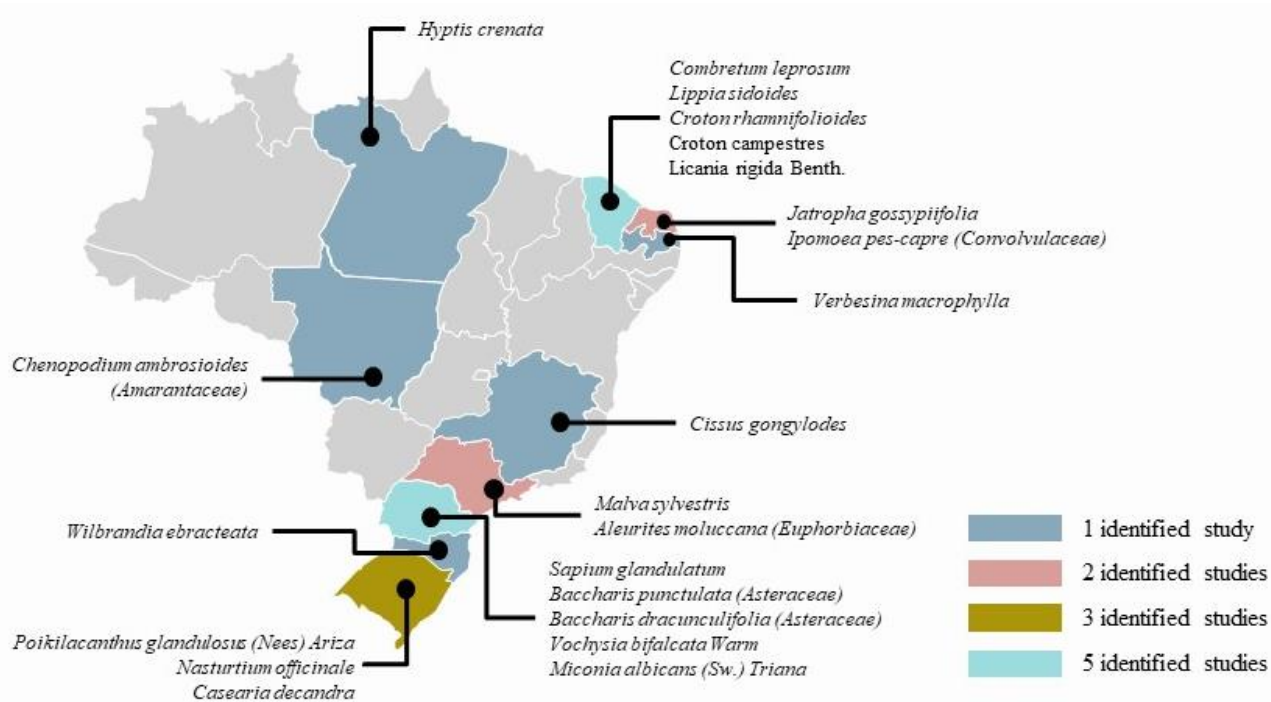 Hyptis crenata
Combretum leprosum
Lippia sidoides
Croton rhamnifolioides
Croton campestres
Licania rigida Benth.
Jatropha gossypiifolia
Ipomoea pes-capre (Convolvulaceae)
Verbesina macrophylla
Chenopodium ambrosioides
(Amarantaceae)
Cissus gongylodes
Malva sylvestris
Aleurites moluccana (Euphorbiaceae)
Wilbrandia ebracteata
Sapium glandulatum
Baccharis punctulata (Asteraceae)
Baccharis dracunculifolia (Asteraceae)
Vochysia bifalcata Warm
Miconia albicans (Sw.) Triana
Poikilacanthus glandulosus (Nees) Ariza
Nasturtium officinale
Casearia decandra
1 identified study
2 identified studies
3 identified studies
5 identified studies